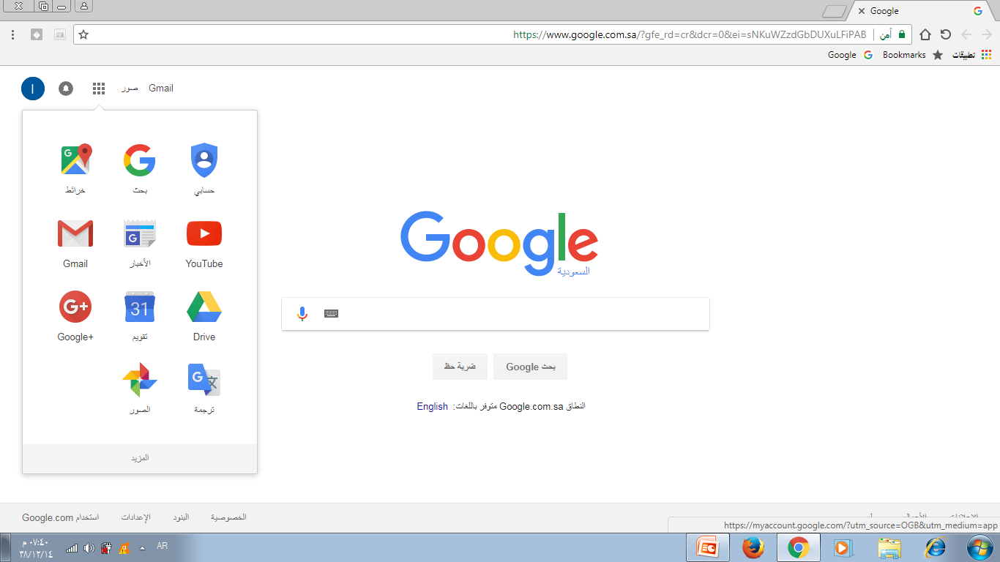 Google
https://www.google.com.sa/?gfe_rd=cr&dcr=0&ei=sNKuWZzdGbDUXuLFiPAB
آمن
تطبيقات
Bookmarks
Google
Gmail
صور
I
حسابي
بحث
خرائط
YouTube
الأخبار
Gmail
Drive
31
تقويم
G+
Google+
ترجمة
الصور
المزيد
Google
السعودية
بحث Google
ضربة حظ
النطاق Google.com.sa متوفر باللغات: English
الخصوصية
البنود
الإعدادات
استخدام Google.com
https://myaccount.google.com/?utm_source=OGB&utm_medium=app
AR
٠٧:٤٠ م
٣٨/١٢/١٤